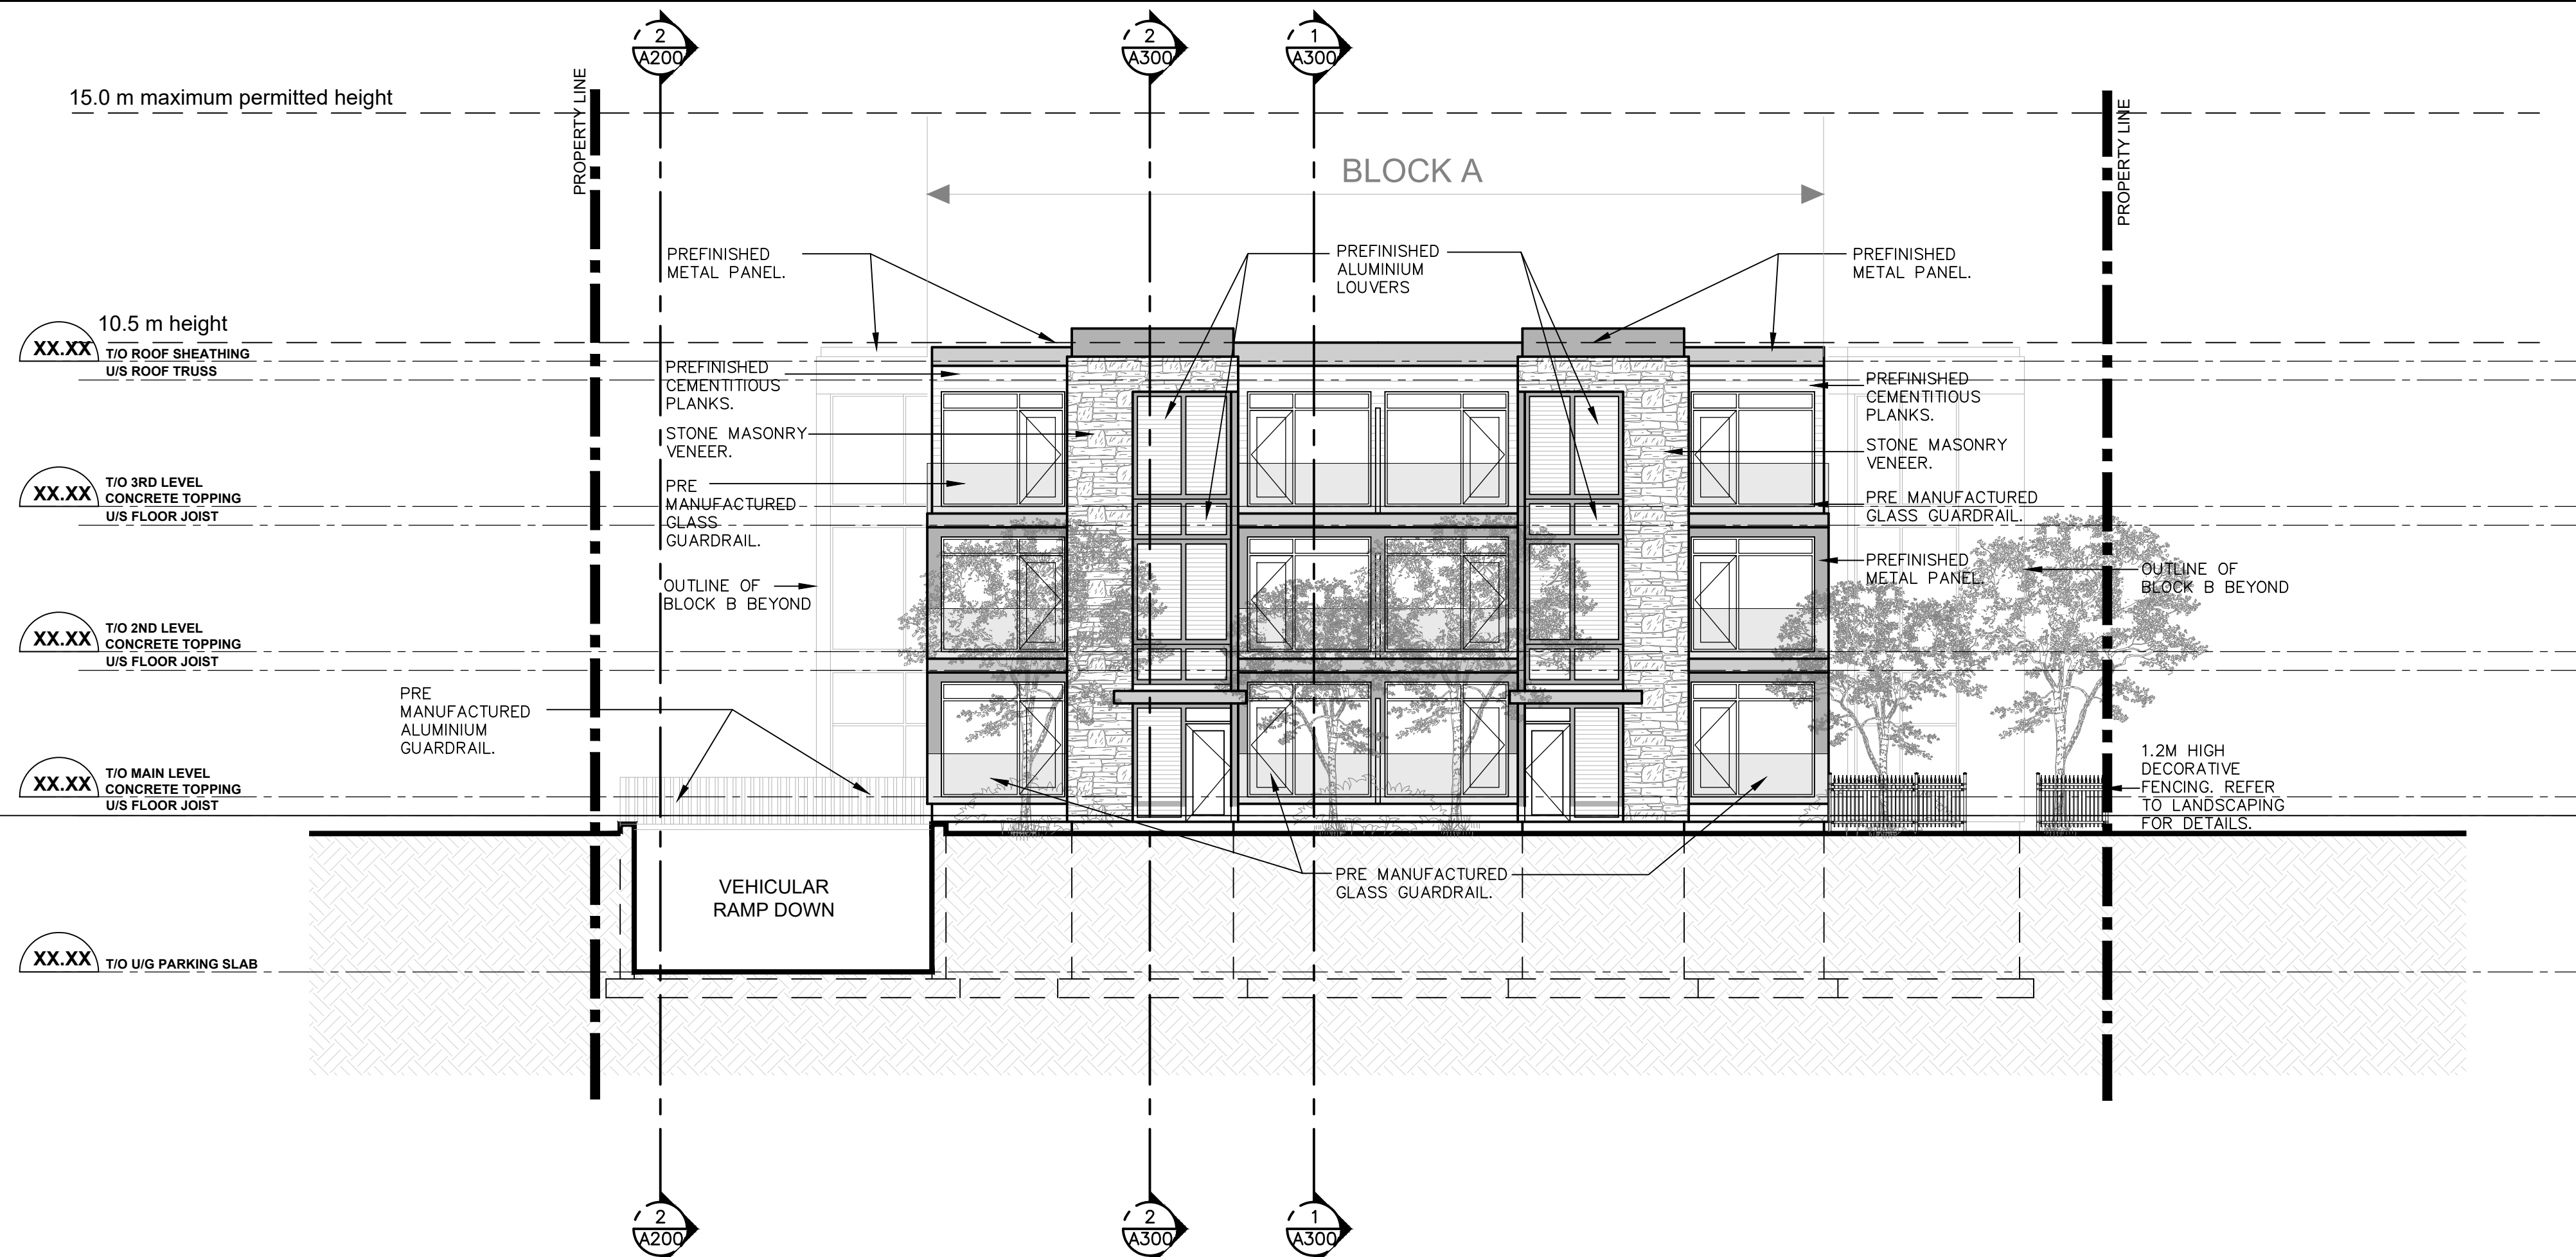 2
A200
2
A300
1
A300
PROPERTY LINE
PROPERTY LINE
15.0 m maximum permitted height
BLOCK A
PREFINISHED
METAL PANEL.
PREFINISHED
ALUMINIUM
LOUVERS
PREFINISHED
METAL PANEL.
10.5 m height
XX.XX
T/O ROOF SHEATHING
U/S ROOF TRUSS
PREFINISHED
CEMENTITIOUS
PLANKS.
PREFINISHED
CEMENTITIOUS
PLANKS.
STONE MASONRY
VENEER.
STONE MASONRY
VENEER.
XX.XX
T/O 3RD LEVEL
CONCRETE TOPPING
U/S FLOOR JOIST
PRE
MANUFACTURED
GLASS
GUARDRAIL.
PRE MANUFACTURED
GLASS GUARDRAIL.
PREFINISHED
METAL PANEL.
OUTLINE OF
BLOCK B BEYOND
OUTLINE OF
BLOCK B BEYOND
XX.XX
T/O 2ND LEVEL
CONCRETE TOPPING
U/S FLOOR JOIST
PRE
MANUFACTURED
ALUMINIUM
GUARDRAIL.
XX.XX
T/O MAIN LEVEL
CONCRETE TOPPING
U/S FLOOR JOIST
1.2M HIGH
DECORATIVE
FENCING. REFER
TO LANDSCAPING
FOR DETAILS.
VEHICULAR
RAMP DOWN
PRE MANUFACTURED
GLASS GUARDRAIL.
XX.XX
T/O U/G PARKING SLAB
2
A200
2
A300
1
A300